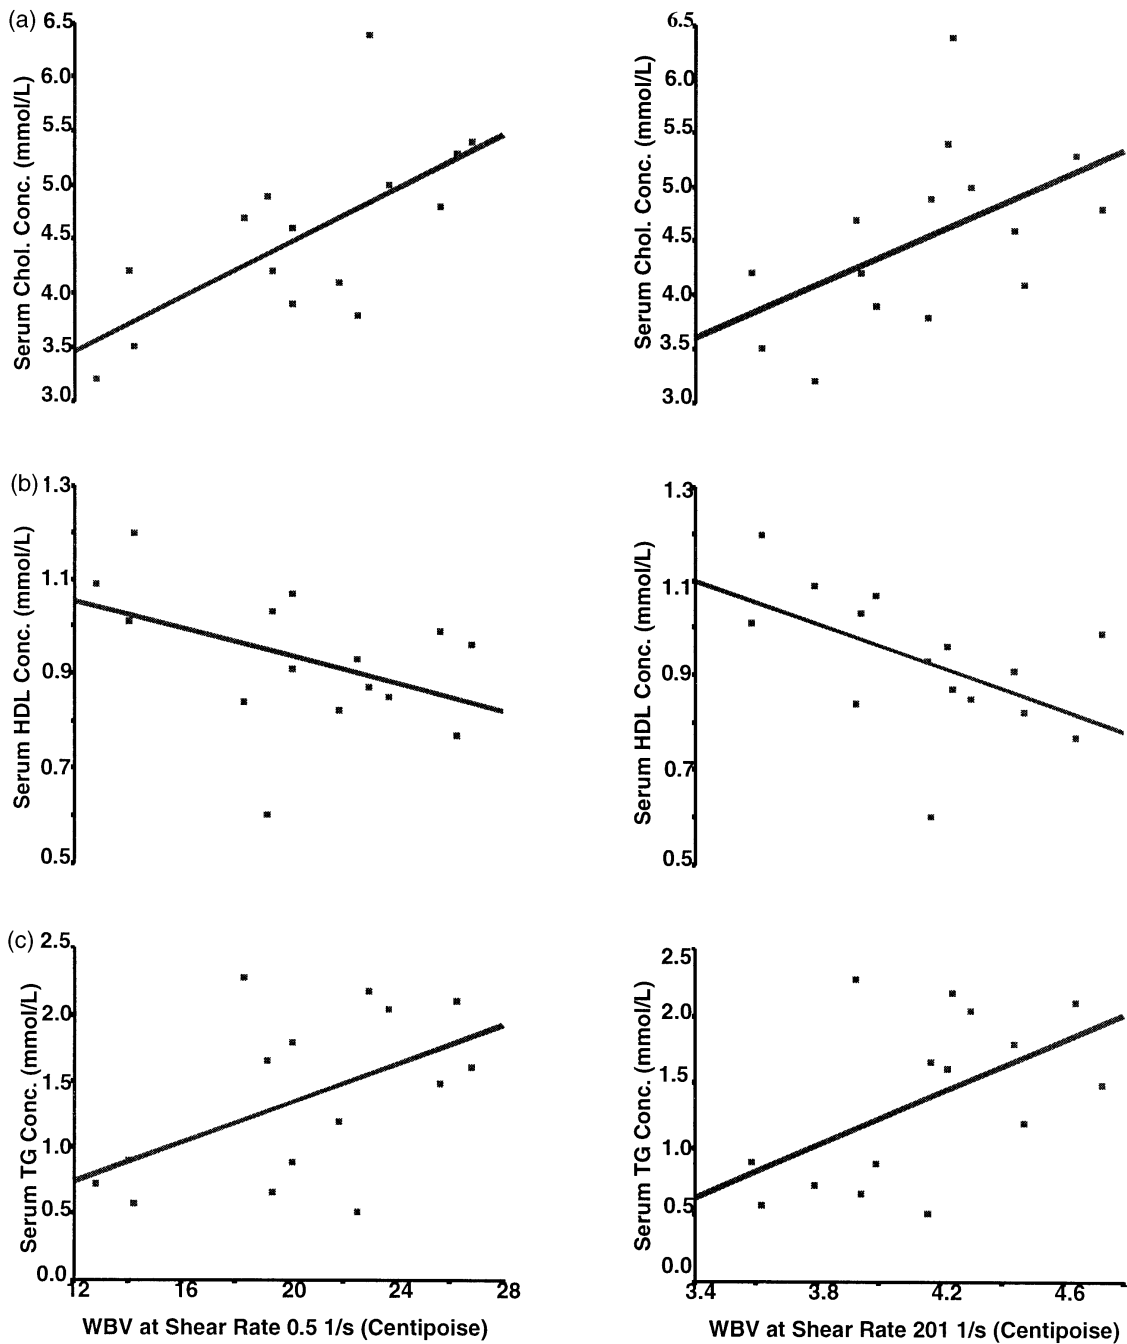 (a)
6.5
6.0
5.5
5.0
4.5
4.0
3.5
3.0
Serum Chol. Conc. (mmol/L)
6.5
6.0
5.5
5.0
4.5
4.0
3.5
3.0
Serum Chol. Conc. (mmol/L)
(b)
1.3
1.1
0.9
0.7
0.5
Serum HDL Conc. (mmol/L)
1.3
1.1
0.9
0.7
0.5
Serum HDL Conc. (mmol/L)
(c)
2.5
2.0
1.5
1.0
0.5
0.0
Serum TG Conc. (mmol/L)
12 16 20 24 28
WBV at Shear Rate 0.5 1/s (Centipoise)
2.5
2.0
1.5
1.0
0.5
0.0
Serum TG Conc. (mmol/L)
3.4 3.8 4.2 4.6
WBV at Shear Rate 201 1/s (Centipoise)